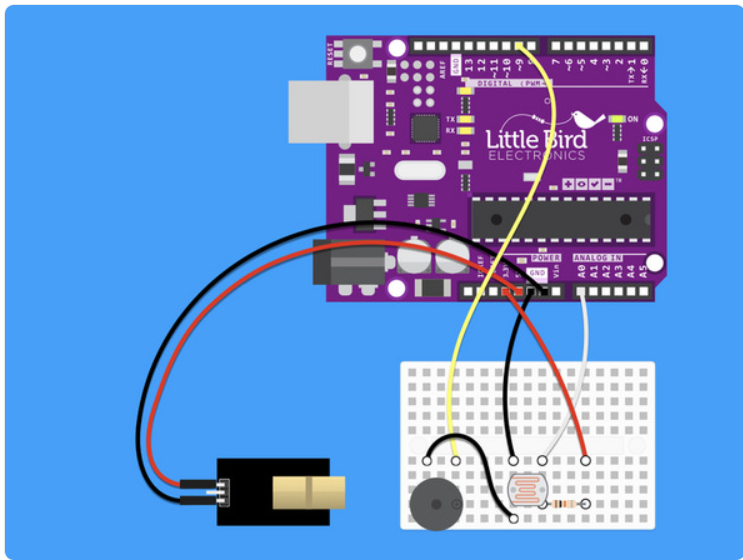 RESET
AREF
GND
13
12
~11
~10
~9
8
7
~6
~5
4
~3
2
TX→1
RX←0
DIGITAL (PWM~)
TX
RX
ON
Little Bird
ELECTRONICS
ICSP
TM
POWER
ANALOG IN
GND
Vin
A0
A1
A2
A3
A4
A5